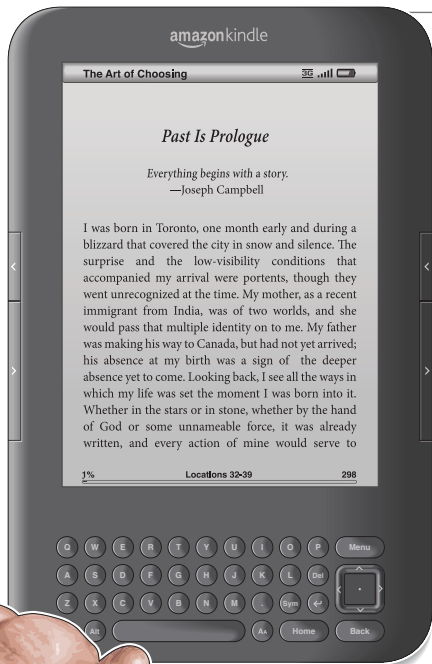 amazonkindle
The Art of Choosing 3G
Past Is Prologue
Everything begins with a story.
—Joseph Campbell
I was born in Toronto, one month early and during a
blizzard that covered the city in snow and silence. The
surprise and the low-visibility conditions that
accompanied my arrival were portents, though they
went unrecognized at the time. My mother, as a recent
immigrant from India, was of two worlds, and she
would pass that multiple identity on to me. My father
was making his way to Canada, but had not yet arrived;
his absence at my birth was a sign of the deeper
absence yet to come. Looking back, I see all the ways in
which my life was set the moment I was born into it.
Whether in the stars or in stone, whether by the hand
of God or some unnameable force, it was already
written, and every action of mine would serve to
1% Locations 32-39 298
Q W E R T Y U I O P Menu
A S D F G H J K L Del
Z X C V B N M . Sym
Alt AA Home Back